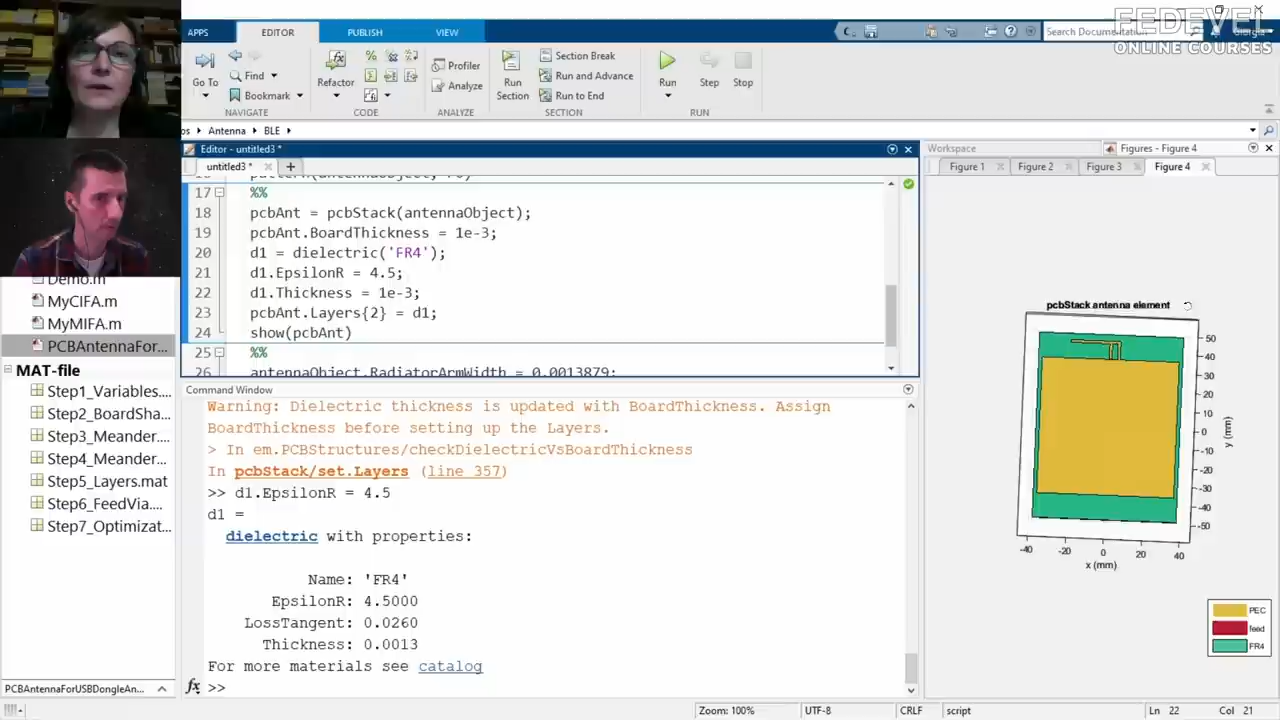 FEDEVEL
ONLINE COURSES
APPS EDITOR PUBLISH VIEW Search Documentation
Go To Find Bookmark NAVIGATE
Refactor CODE
Profiler Analyze ANALYZE
Run Section Section Break Run and Advance Run to End SECTION
Run Step Stop RUN
os Antenna BLE
Editor - untitled3 *
untitled3 *
17 %%
18 pcbAnt = pcbStack(antennaObject);
19 pcbAnt.BoardThickness = 1e-3;
20 d1 = dielectric('FR4');
21 d1.EpsilonR = 4.5;
22 d1.Thickness = 1e-3;
23 pcbAnt.Layers{2} = d1;
24 show(pcbAnt)
25 %%
26 antennaObject.RadiatorArmWidth = 0.0013879;
Demo.m
MyCIFA.m
MyMIFA.m
PCBAntennaFor...
MAT-file
Step1_Variables....
Step2_BoardSha...
Step3_Meander...
Step4_Meander...
Step5_Layers.mat
Step6_FeedVia....
Step7_Optimizat...
PCBAntennaForUSBDongleAn...
Command Window
Warning: Dielectric thickness is updated with BoardThickness. Assign
BoardThickness before setting up the Layers.
> In em.PCBStructures/checkDielectricVsBoardThickness
In pcbStack/set.Layers (line 357)
>> d1.EpsilonR = 4.5
d1 =
dielectric with properties:
Name: 'FR4'
EpsilonR: 4.5000
LossTangent: 0.0260
Thickness: 0.0013
For more materials see catalog
fx >>
Workspace Figures - Figure 4
Figure 1 Figure 2 Figure 3 Figure 4
pcbStack antenna element
50
40
30
20
10
0
-10
-20
-30
-40
-50
y (mm)
-40 -20 0 20 40
x (mm)
PEC
feed
FR4
Zoom: 100% UTF-8 CRLF script Ln 22 Col 21